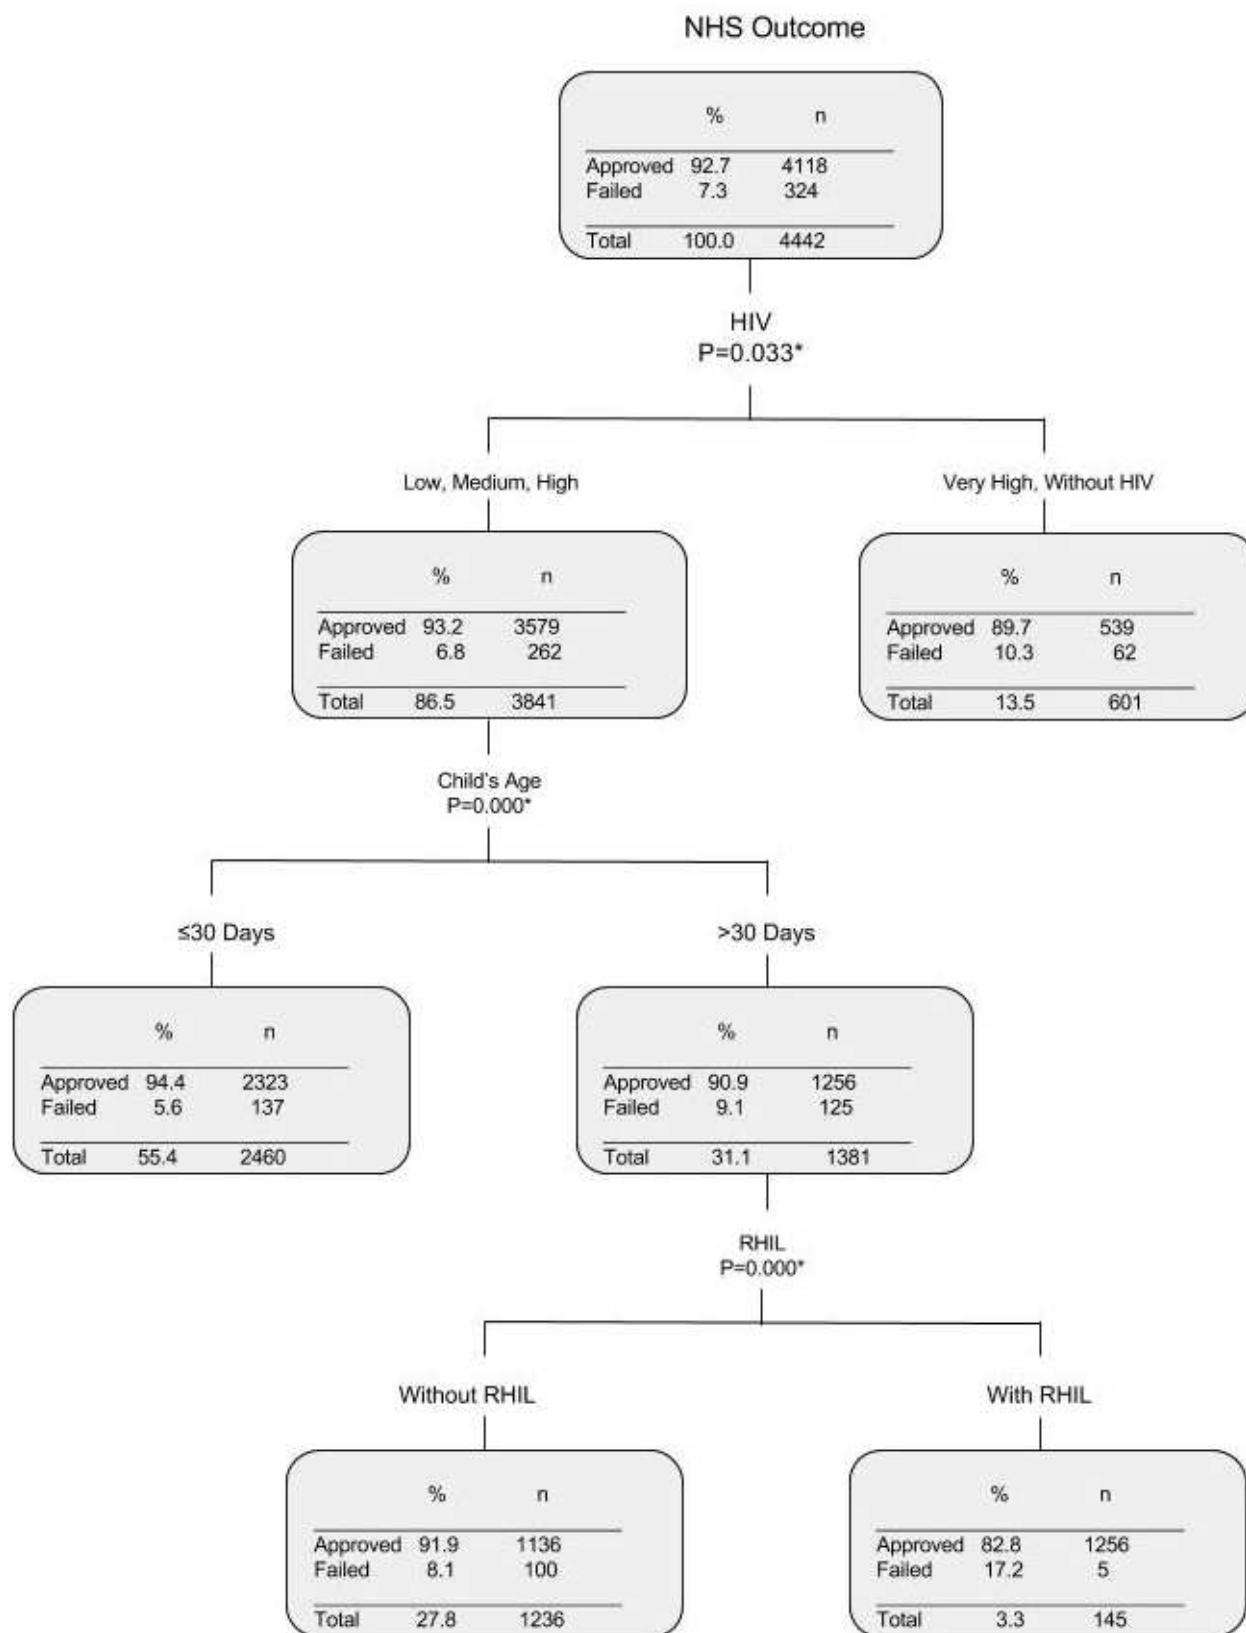 NHS Outcome
% n
Approved 92.7 4118
Failed 7.3 324
Total 100.0 4442
HIV
P=0.033*
Low, Medium, High
Very High, Without HIV
% n
Approved 93.2 3579
Failed 6.8 262
Total 86.5 3841
% n
Approved 89.7 539
Failed 10.3 62
Total 13.5 601
Child's Age
P=0.000*
≤30 Days
>30 Days
% n
Approved 94.4 2323
Failed 5.6 137
Total 55.4 2460
% n
Approved 90.9 1256
Failed 9.1 125
Total 31.1 1381
RHIL
P=0.000*
Without RHIL
With RHIL
% n
Approved 91.9 1136
Failed 8.1 100
Total 27.8 1236
% n
Approved 82.8 1256
Failed 17.2 5
Total 3.3 145